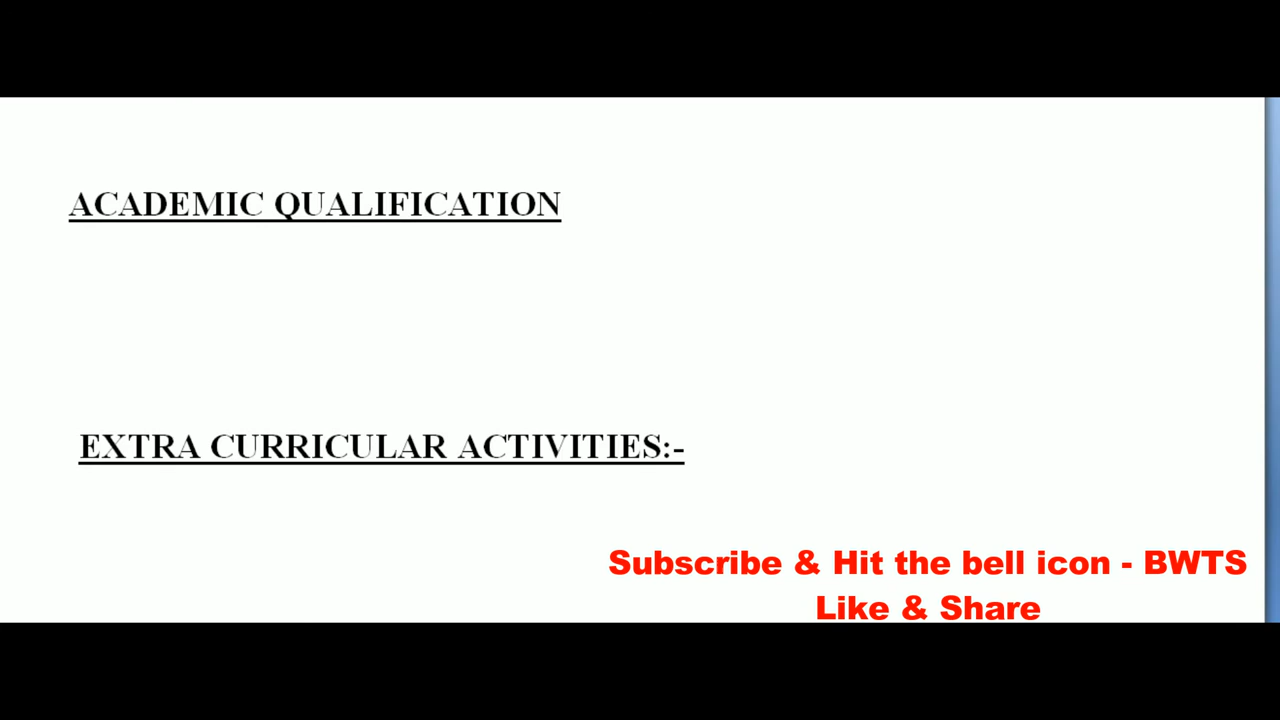 ACADEMIC QUALIFICATION
EXTRA CURRICULAR ACTIVITIES:-
Subscribe & Hit the bell icon - BWTS
Like & Share